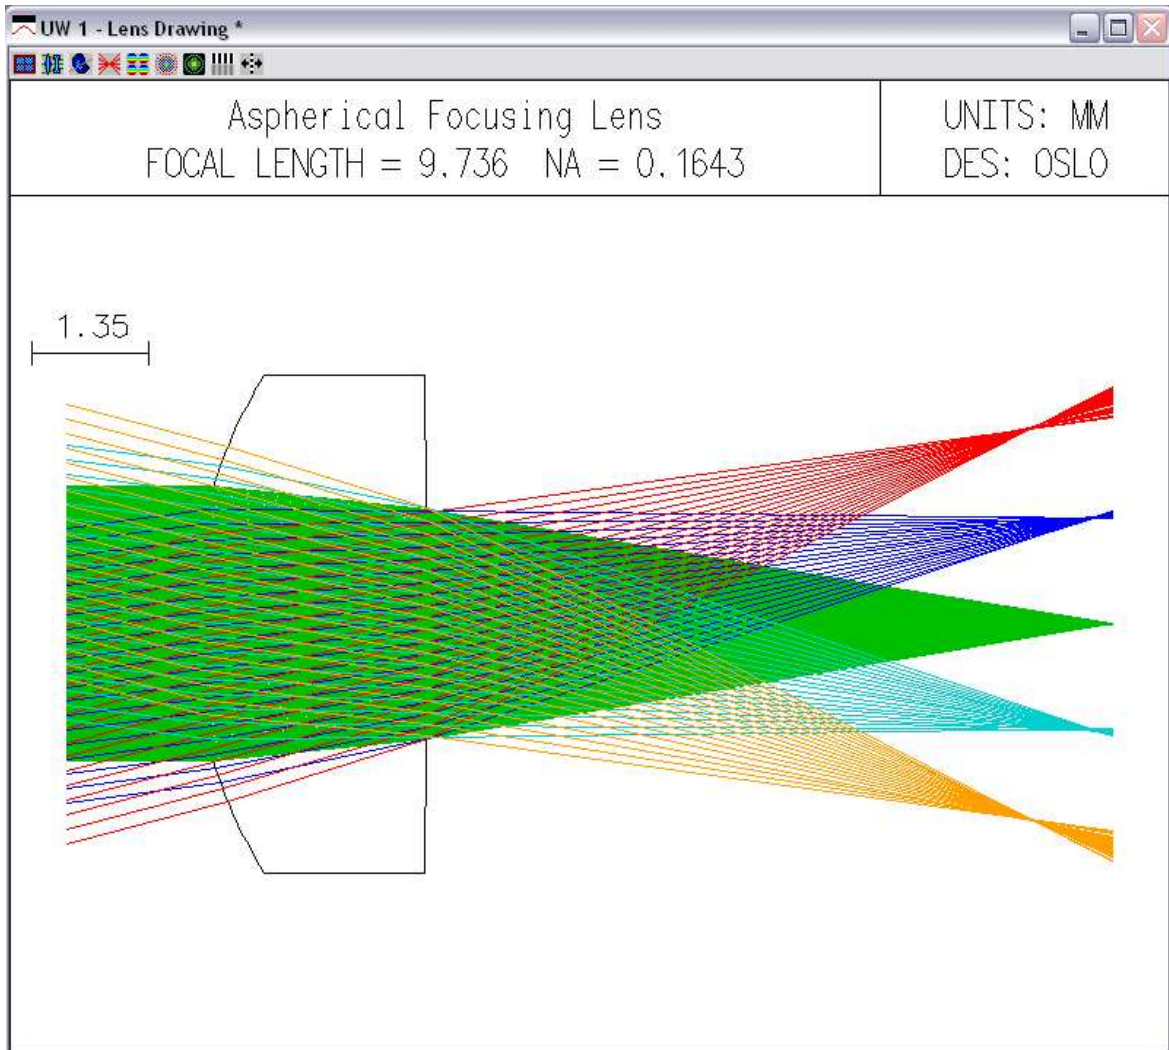 UW 1 - Lens Drawing *
Aspherical Focusing Lens
FOCAL LENGTH = 9.736 NA = 0.1643
UNITS: MM
DES: OSLO
1.35